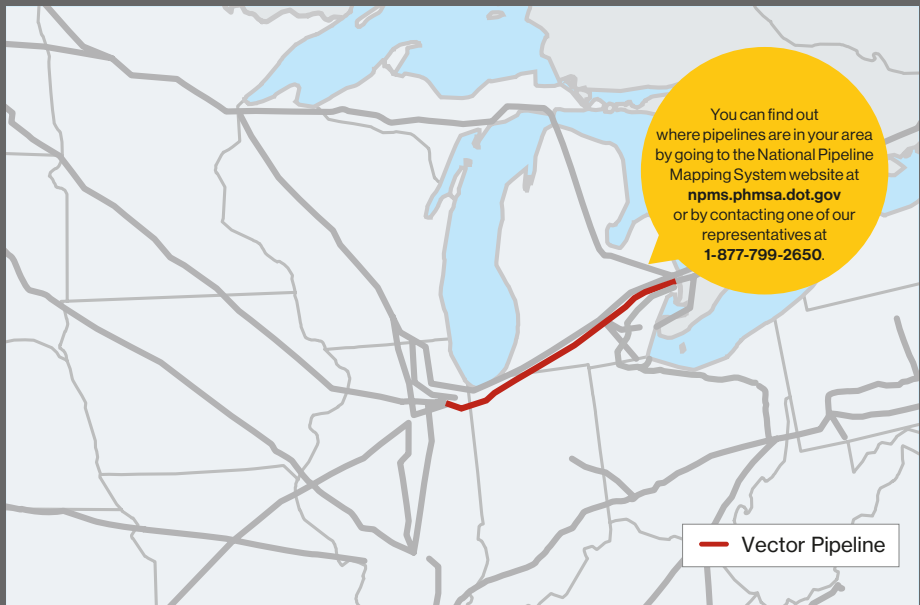 You can find out
where pipelines are in your area
by going to the National Pipeline
Mapping System website at
npms.phmsa.dot.gov
or by contacting one of our
representatives at
1-877-799-2650.
Vector Pipeline